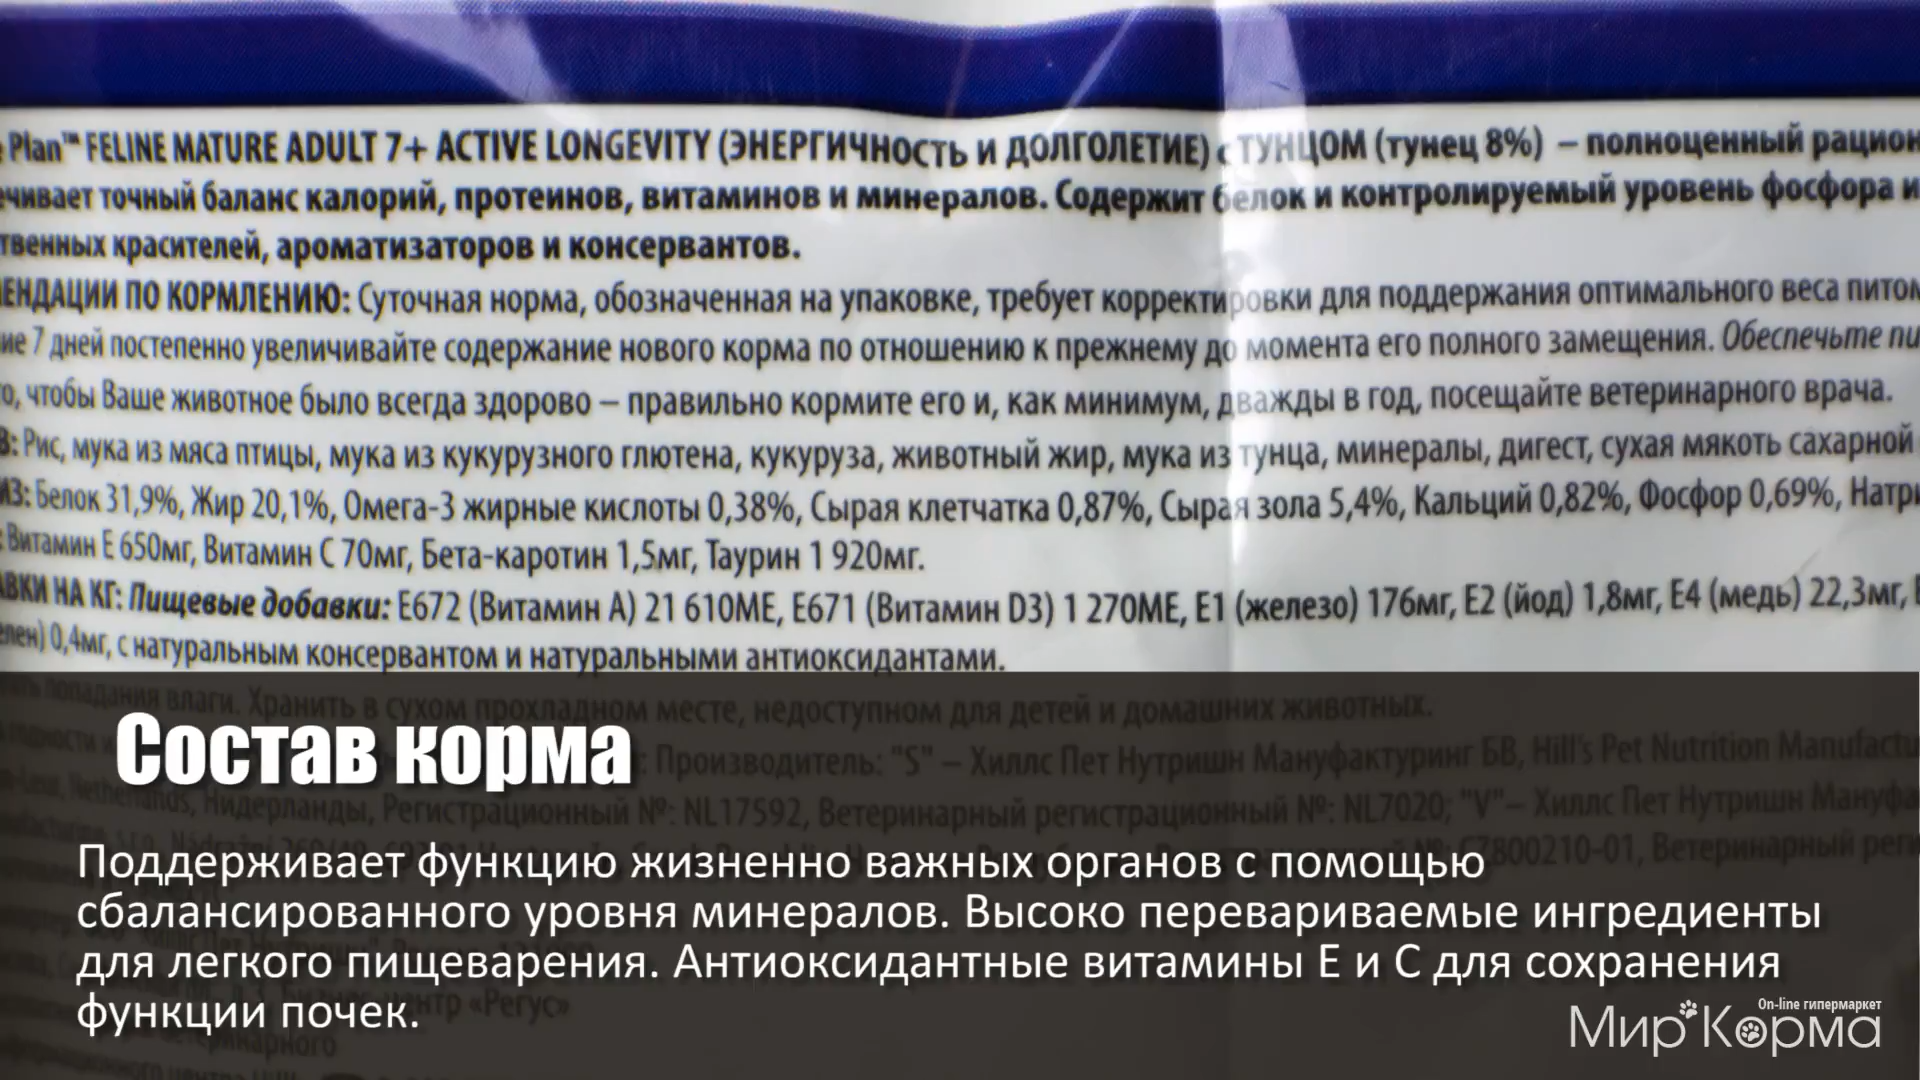 Plan™ FELINE MATURE ADULT 7+ ACTIVE LONGEVITY (ЭНЕРГИЧНОСТЬ И ДОЛГОЛЕТИЕ) с ТУНЦОМ (тунец 8%) – полноценный рацион
чивает точный баланс калорий, протеинов, витаминов и минералов. Содержит белок и контролируемый уровень фосфора и
твенных красителей, ароматизаторов и консервантов.
ЕНДАЦИИ ПО КОРМЛЕНИЮ: Суточная норма, обозначенная на упаковке, требует корректировки для поддержания оптимального веса питом
ие 7 дней постепенно увеличивайте содержание нового корма по отношению к прежнему до момента его полного замещения. Обеспечьте пи
о, чтобы Ваше животное было всегда здорово – правильно кормите его и, как минимум, дважды в год, посещайте ветеринарного врача.
В: Рис, мука из мяса птицы, мука из кукурузного глютена, кукуруза, животный жир, мука из тунца, минералы, дигест, сухая мякоть сахарной
ИЗ: Белок 31,9%, Жир 20,1%, Омега-3 жирные кислоты 0,38%, Сырая клетчатка 0,87%, Сырая зола 5,4%, Кальций 0,82%, Фосфор 0,69%, Натри
: Витамин Е 650мг, Витамин С 70мг, Бета-каротин 1,5мг, Таурин 1 920мг.
АВКИ НА КГ: Пищевые добавки: Е672 (Витамин А) 21 610МЕ, Е671 (Витамин D3) 1 270МЕ, Е1 (железо) 176мг, Е2 (йод) 1,8мг, Е4 (медь) 22,3мг, Е
елен) 0,4мг, с натуральным консервантом и натуральными антиоксидантами.
попадания влаги. Хранить в сухом прохладном месте, недоступном для детей и домашних животных.
Производитель: "S" – Хиллс Пет Нутришн Мануфактуринг БВ, Hill's Pet Nutrition Manufactu
Netherlands, Нидерланды, Регистрационный №: NL17592, Ветеринарный регистрационный №: NL7020; "V"– Хиллс Пет Нутришн Мануфа
CZ800210-01, Ветеринарный реги
центр «Регус»
Состав корма
Поддерживает функцию жизненно важных органов с помощью
сбалансированного уровня минералов. Высоко перевариваемые ингредиенты
для легкого пищеварения. Антиоксидантные витамины Е и С для сохранения
функции почек.
On-line гипермаркет
Мир Корма